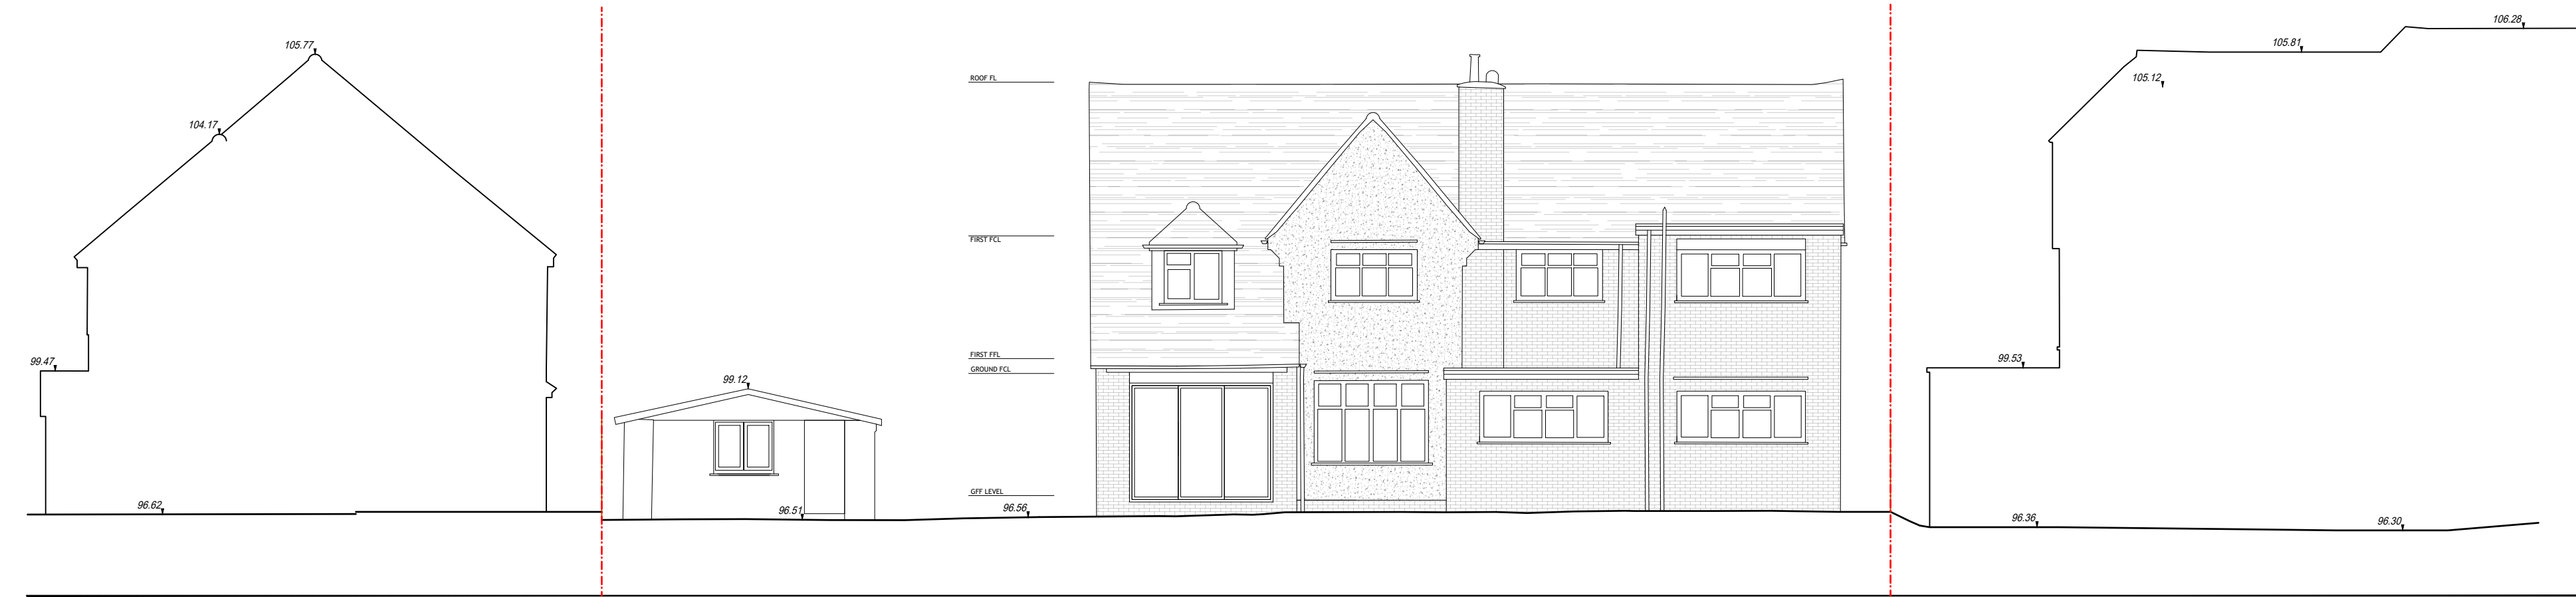 106.28
105.77
105.81
105.12
ROOF FL
104.17
FIRST FCL
FIRST FFL
99.47
99.53
GROUND FCL
99.12
GFF LEVEL
96.62
96.51
96.56
96.36
96.30